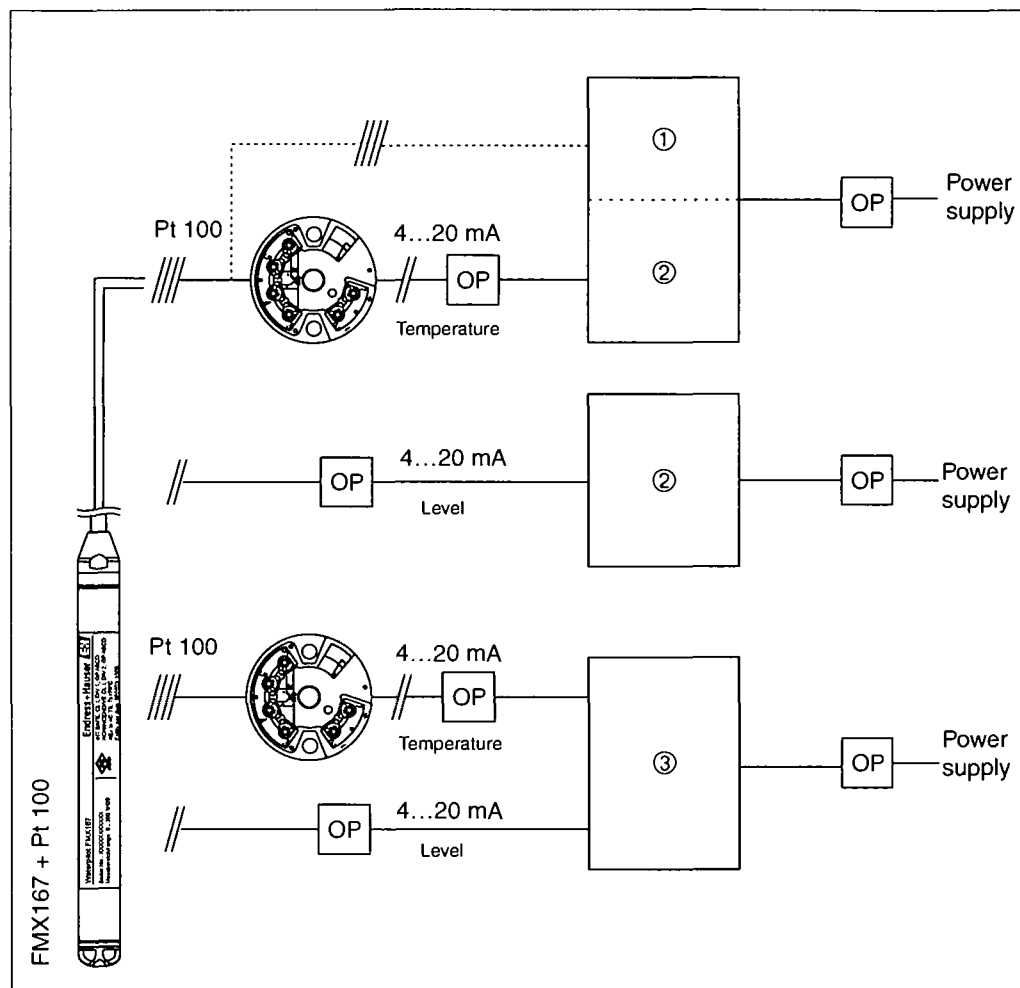 ①
Pt 100
4...20 mA
OP
Power
supply
OP
②
Temperature
4...20 mA
OP
②
OP
Power
supply
Level
Pt 100
4...20 mA
OP
Temperature
③
OP
Power
supply
4...20 mA
OP
Level
FMX167 + Pt 100
Endress+Hauser
Waterpilot FMX167